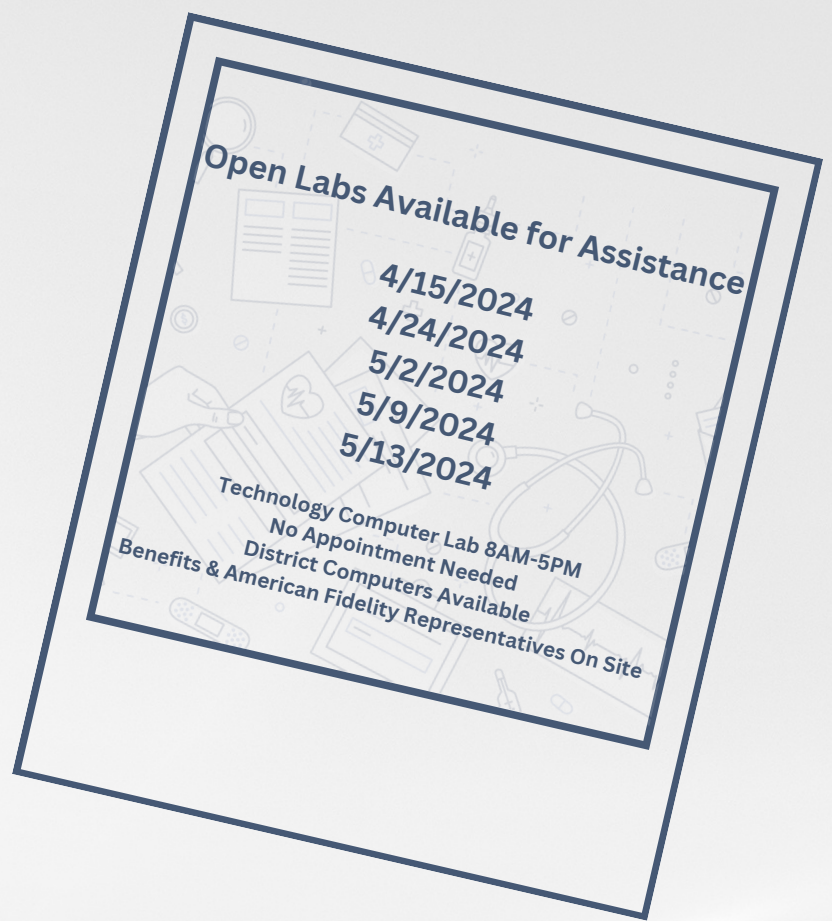 Open Labs Available for Assistance
4/15/2024
4/24/2024
5/2/2024
5/9/2024
5/13/2024
Technology Computer Lab 8AM-5PM
No Appointment Needed
District Computers Available
Benefits & American Fidelity Representatives On Site